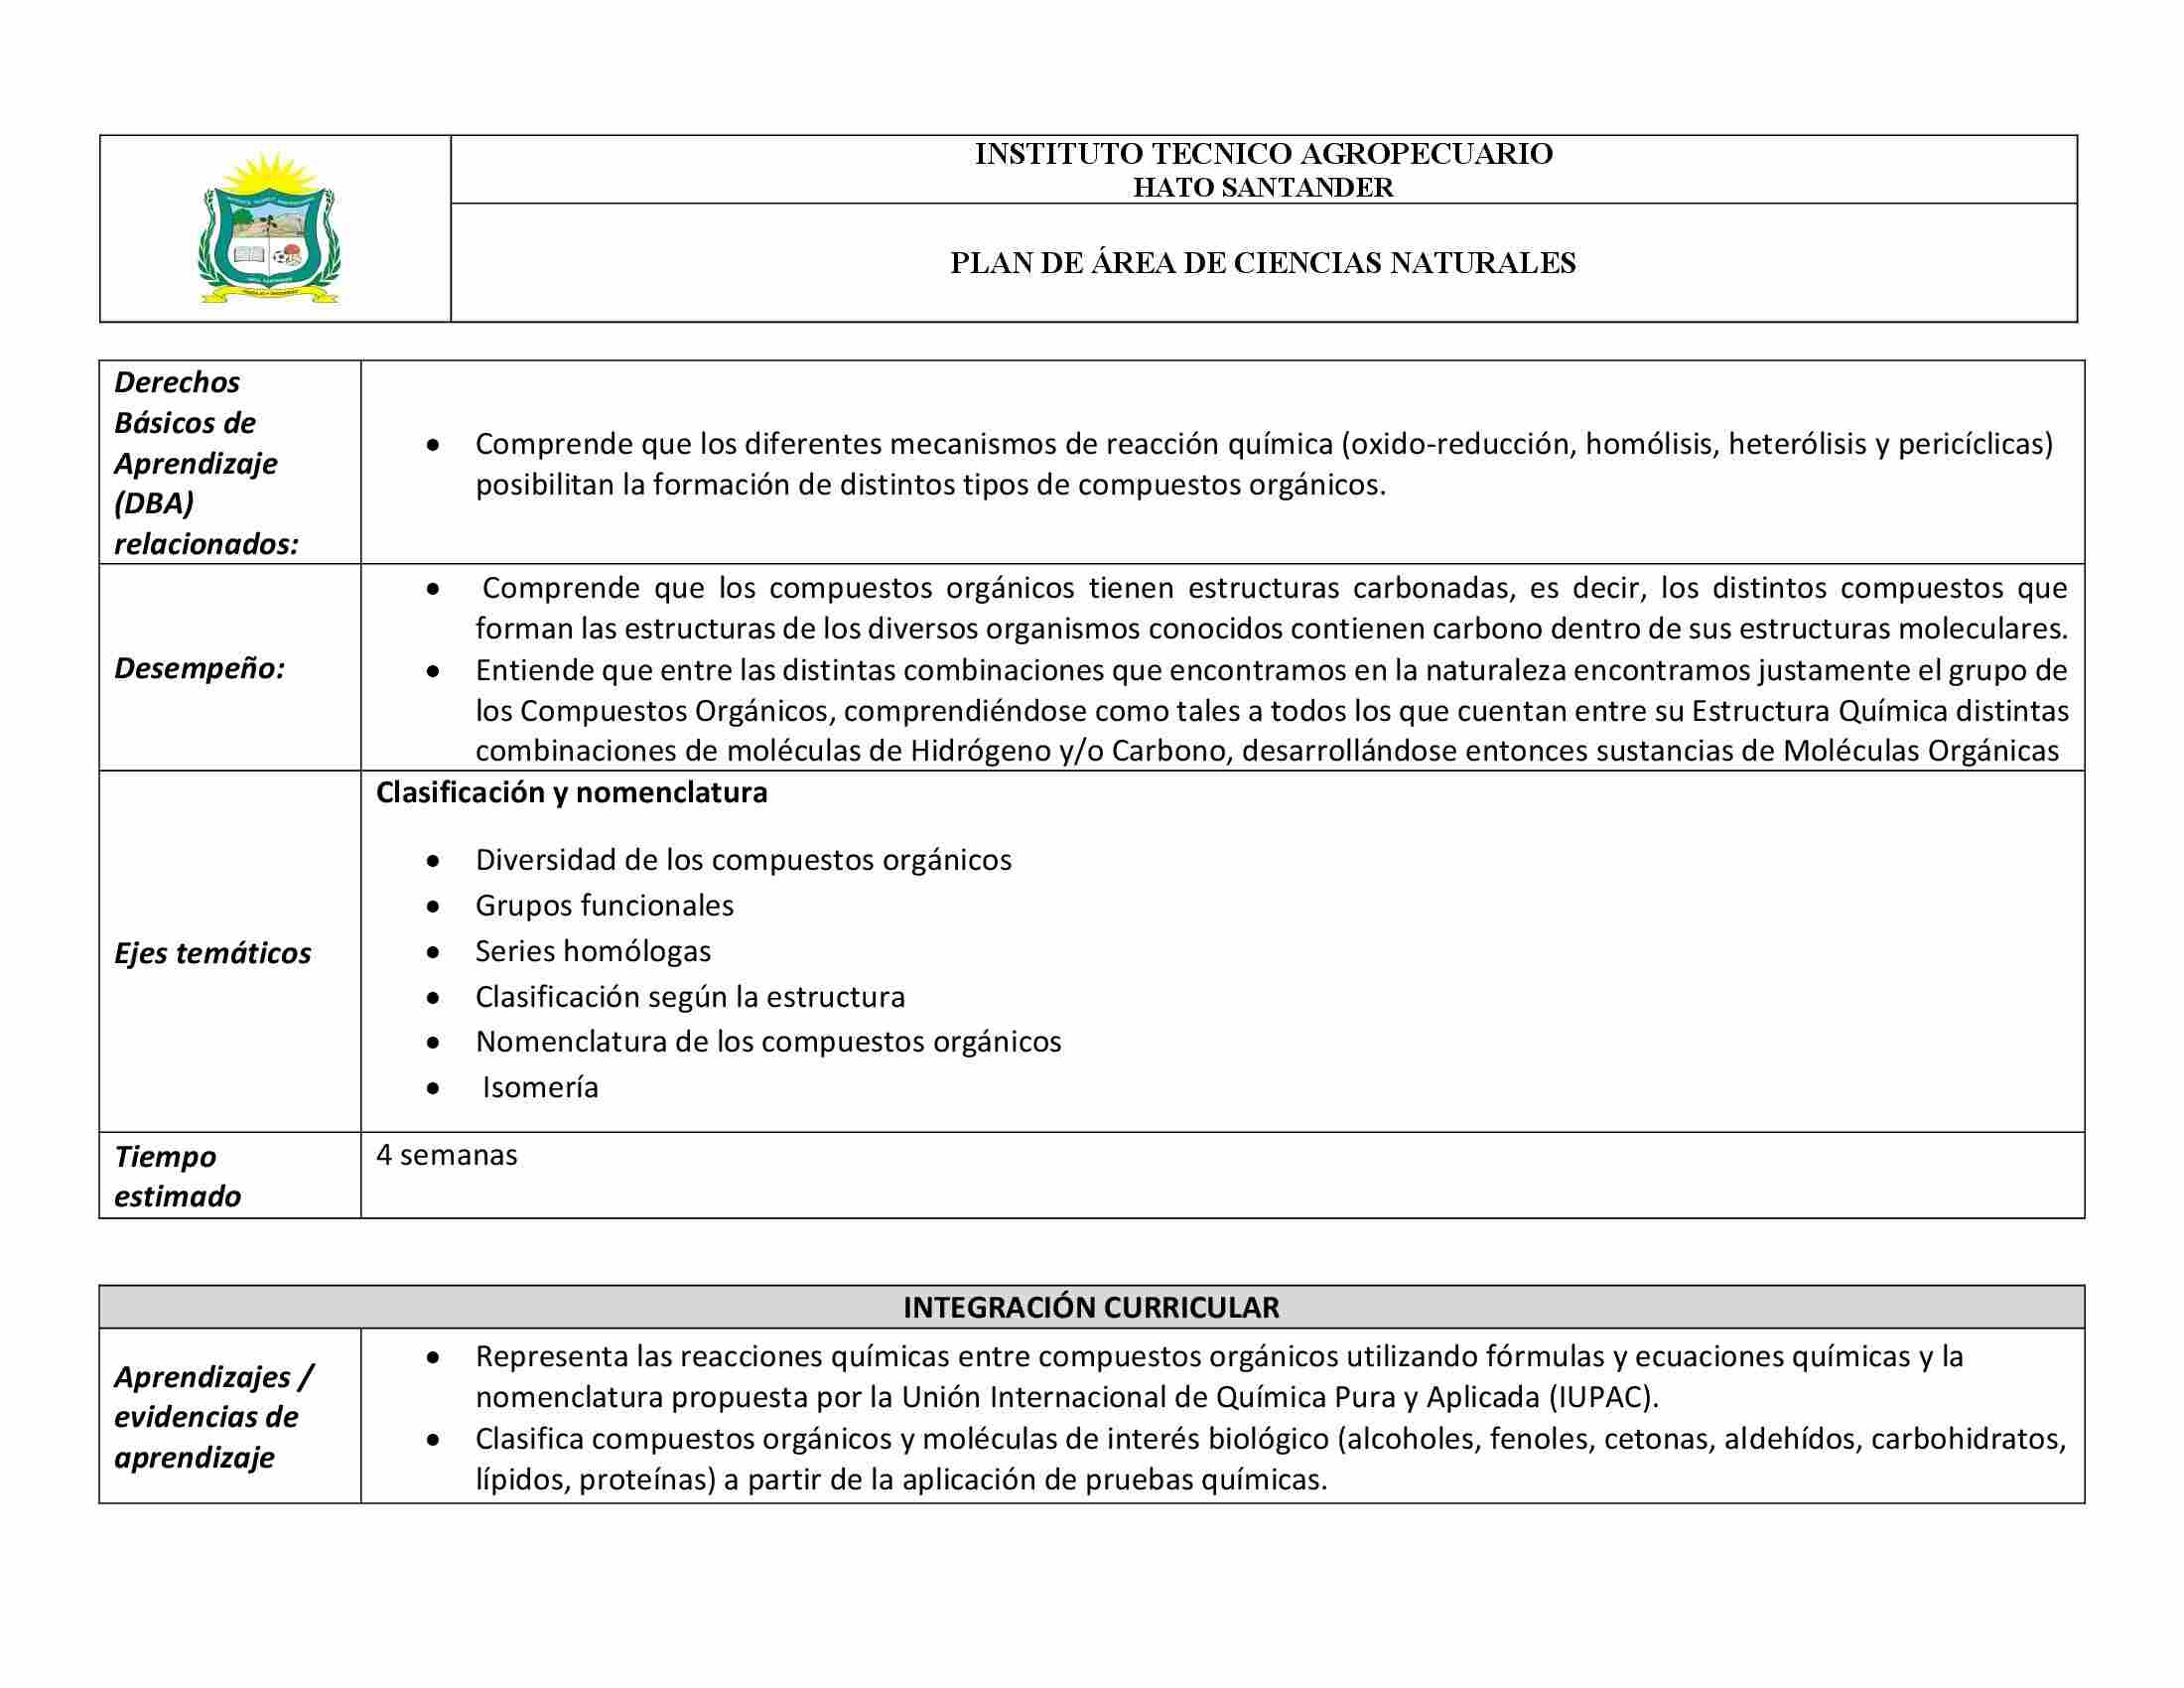 INSTITUTO TECNICO AGROPECUARIO
HATO SANTANDER
PLAN DE ÁREA DE CIENCIAS NATURALES
Derechos
Básicos de
Aprendizaje
(DBA)
relacionados:
• Comprende que los diferentes mecanismos de reacción química (oxido-reducción, homólisis, heterólisis y pericíclicas)
posibilitan la formación de distintos tipos de compuestos orgánicos.
Desempeño:
• Comprende que los compuestos orgánicos tienen estructuras carbonadas, es decir, los distintos compuestos que
forman las estructuras de los diversos organismos conocidos contienen carbono dentro de sus estructuras moleculares.
• Entiende que entre las distintas combinaciones que encontramos en la naturaleza encontramos justamente el grupo de
los Compuestos Orgánicos, comprendiéndose como tales a todos los que cuentan entre su Estructura Química distintas
combinaciones de moléculas de Hidrógeno y/o Carbono, desarrollándose entonces sustancias de Moléculas Orgánicas
Ejes temáticos
Clasificación y nomenclatura
• Diversidad de los compuestos orgánicos
• Grupos funcionales
• Series homólogas
• Clasificación según la estructura
• Nomenclatura de los compuestos orgánicos
• Isomería
Tiempo
estimado
4 semanas
INTEGRACIÓN CURRICULAR
Aprendizajes /
evidencias de
aprendizaje
• Representa las reacciones químicas entre compuestos orgánicos utilizando fórmulas y ecuaciones químicas y la
nomenclatura propuesta por la Unión Internacional de Química Pura y Aplicada (IUPAC).
• Clasifica compuestos orgánicos y moléculas de interés biológico (alcoholes, fenoles, cetonas, aldehídos, carbohidratos,
lípidos, proteínas) a partir de la aplicación de pruebas químicas.